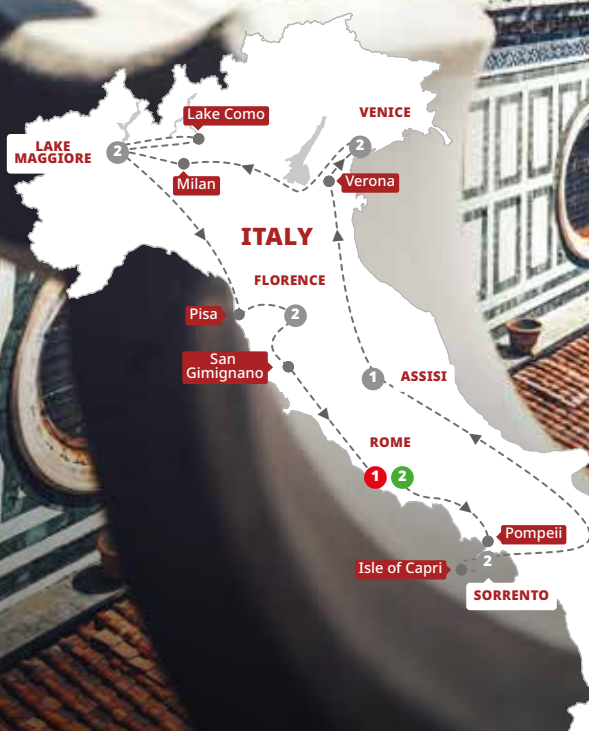 Lake Como
VENICE
2
LAKE
MAGGIORE
2
Milan
Verona
ITALY
FLORENCE
Pisa
2
San
Gimignano
1
ASSISI
ROME
1
2
Pompeii
Isle of Capri
2
SORRENTO